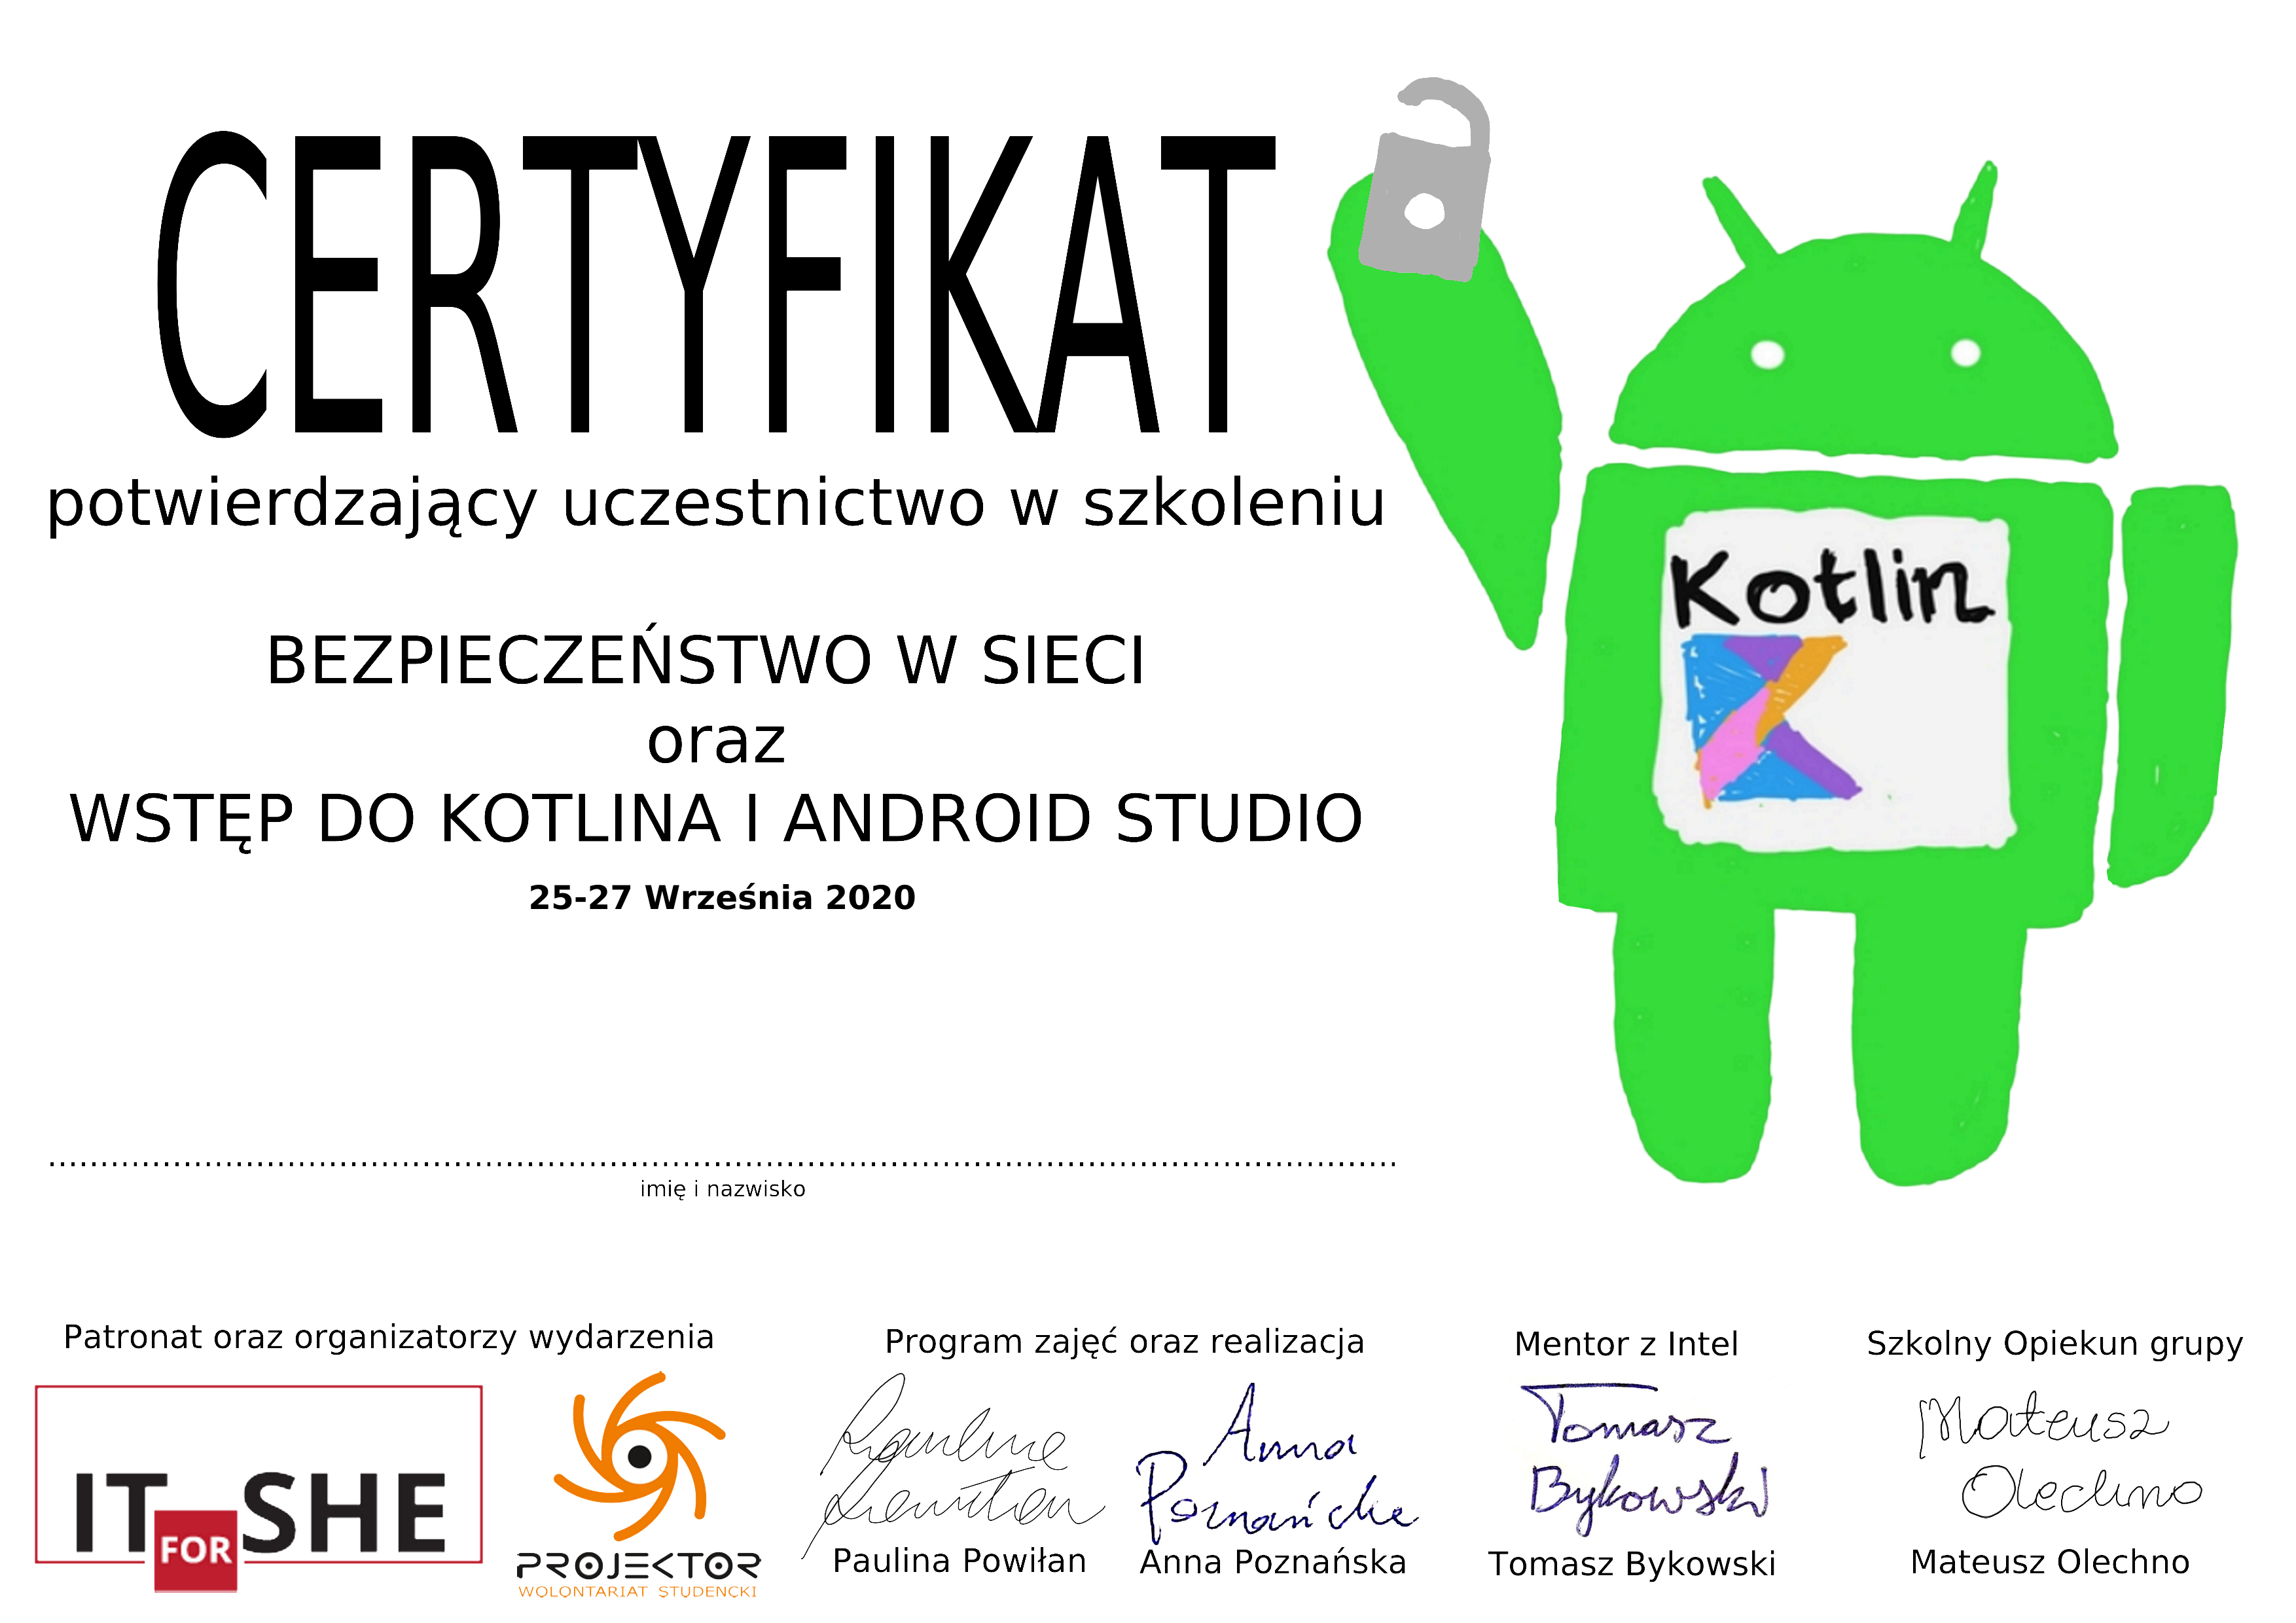 CERTYFIKAT
potwierdzający uczestnictwo w szkoleniu
BEZPIECZEŃSTWO W SIECI
oraz
WSTĘP DO KOTLINA I ANDROID STUDIO
25-27 Września 2020
Kotlin
imię i nazwisko
Patronat oraz organizatorzy wydarzenia
IT FOR SHE
PROJEKTOR
WOLONTARIAT STUDENCKI
Program zajęć oraz realizacja
Paulina Powiłan
Paulina Powiłan
Anna
Poznańska
Anna Poznańska
Mentor z Intel
Tomasz
Bykowski
Tomasz Bykowski
Szkolny Opiekun grupy
Mateusz
Olechno
Mateusz Olechno